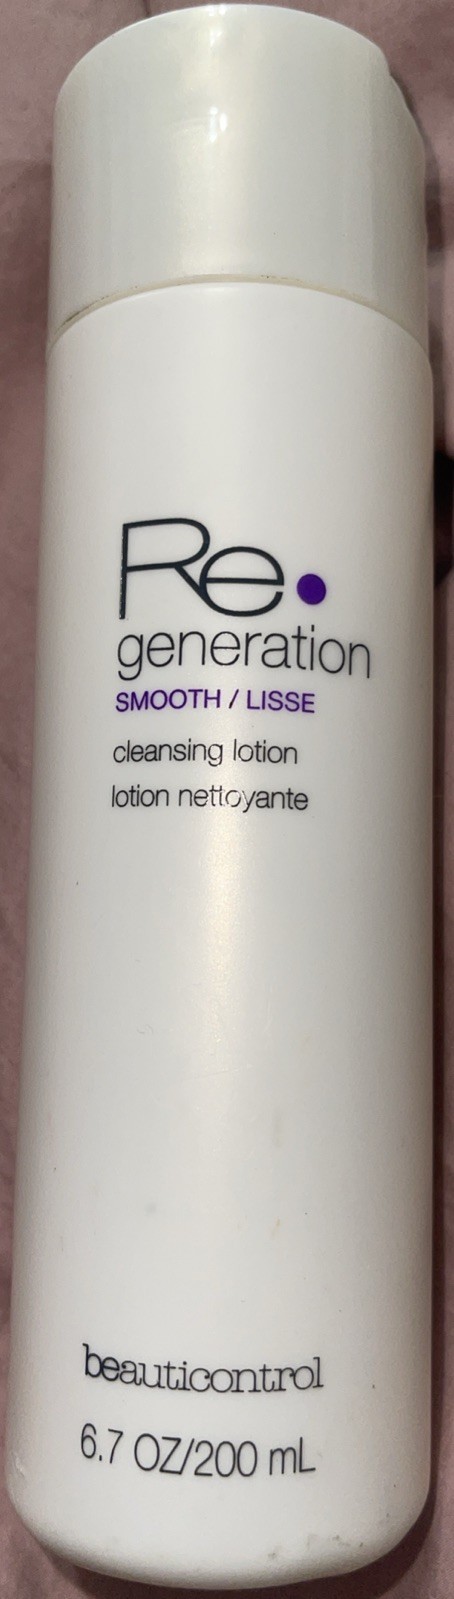 Re•
generation
SMOOTH / LISSE
cleansing lotion
lotion nettoyante
beauticontrol
6.7 OZ/200 mL